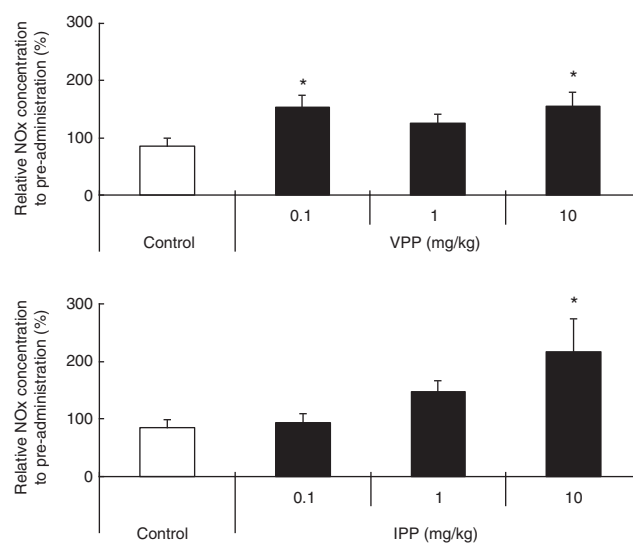 Relative NOx concentration
to pre-administration (%)
300
200
100
0
*
*
0.1
1
10
Control
VPP (mg/kg)
Relative NOx concentration
to pre-administration (%)
300
200
100
0
*
0.1
1
10
Control
IPP (mg/kg)